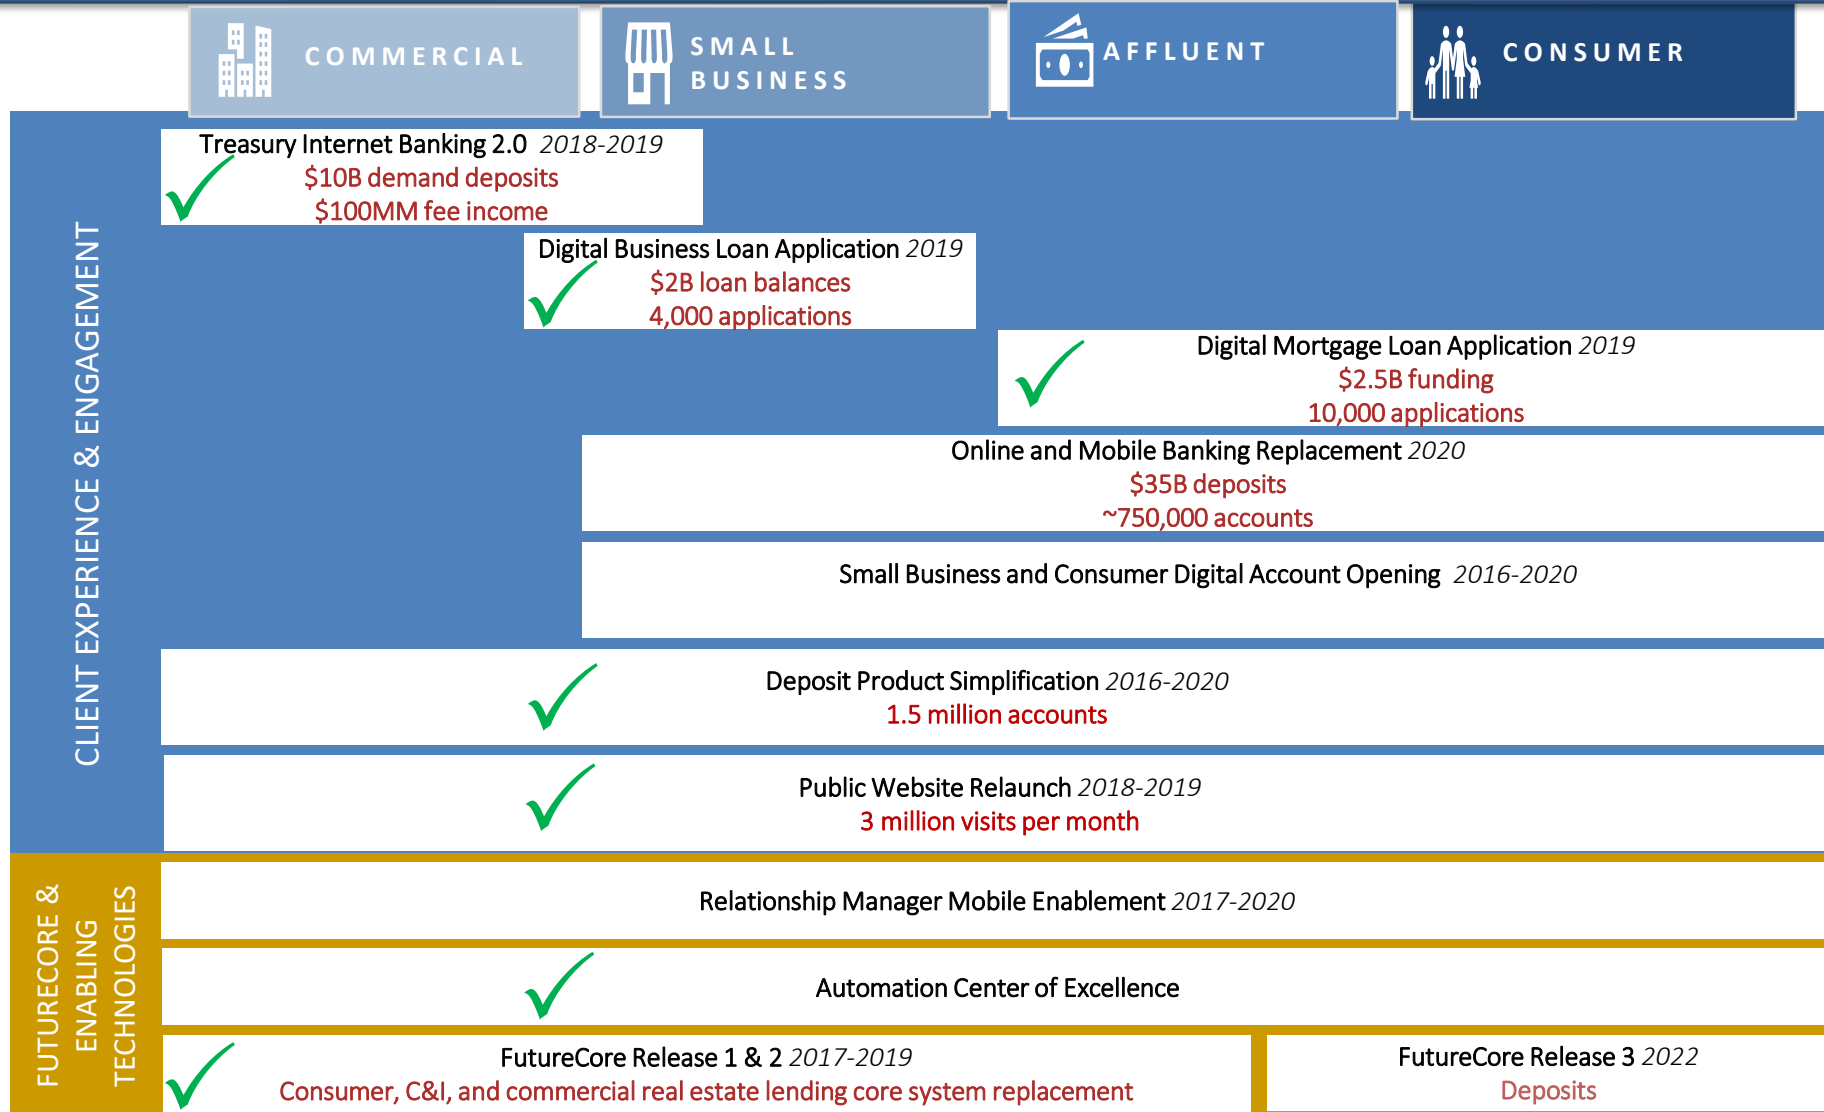 COMMERCIAL
SMALL
BUSINESS
AFFLUENT
CONSUMER
CLIENT EXPERIENCE & ENGAGEMENT
Treasury Internet Banking 2.0 2018-2019
$10B demand deposits
$100MM fee income
Digital Business Loan Application 2019
$2B loan balances
4,000 applications
Digital Mortgage Loan Application 2019
$2.5B funding
10,000 applications
Online and Mobile Banking Replacement 2020
$35B deposits
~750,000 accounts
Small Business and Consumer Digital Account Opening 2016-2020
Deposit Product Simplification 2016-2020
1.5 million accounts
Public Website Relaunch 2018-2019
3 million visits per month
FUTURECORE &
ENABLING
TECHNOLOGIES
Relationship Manager Mobile Enablement 2017-2020
Automation Center of Excellence
FutureCore Release 1 & 2 2017-2019
Consumer, C&I, and commercial real estate lending core system replacement
FutureCore Release 3 2022
Deposits